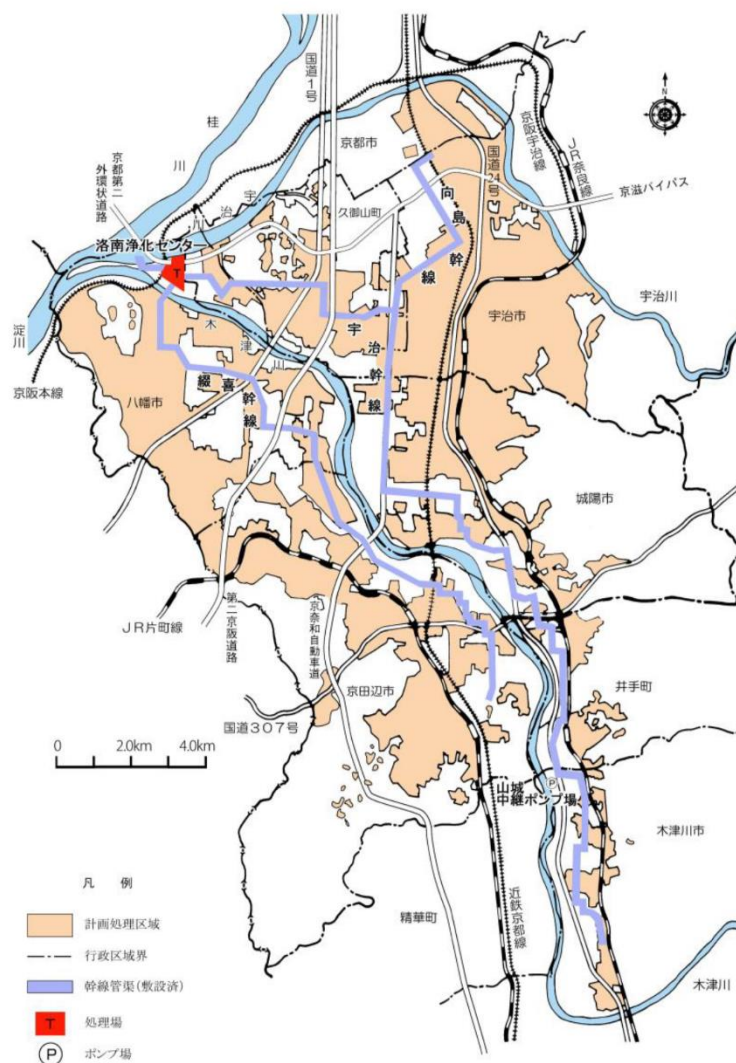 国道1号
桂川
京都市
京都第二外環状道路
宇治川
久御山町
向島幹線
国道24号
京阪宇治線
JR奈良線
京滋バイパス
N
洛南浄化センター
T
淀川
京阪本線
木津川
宇治幹線
宇治市
宇治川
八幡市
綴喜幹線
城陽市
JR片町線
第二京阪道路
京奈和自動車道
京田辺市
国道307号
井手町
0 2.0km 4.0km
P
山城
中継ポンプ場
木津川市
精華町
近鉄京都線
木津川
凡 例
計画処理区域
行政区域界
幹線管渠(敷設済)
T 処理場
P ポンプ場